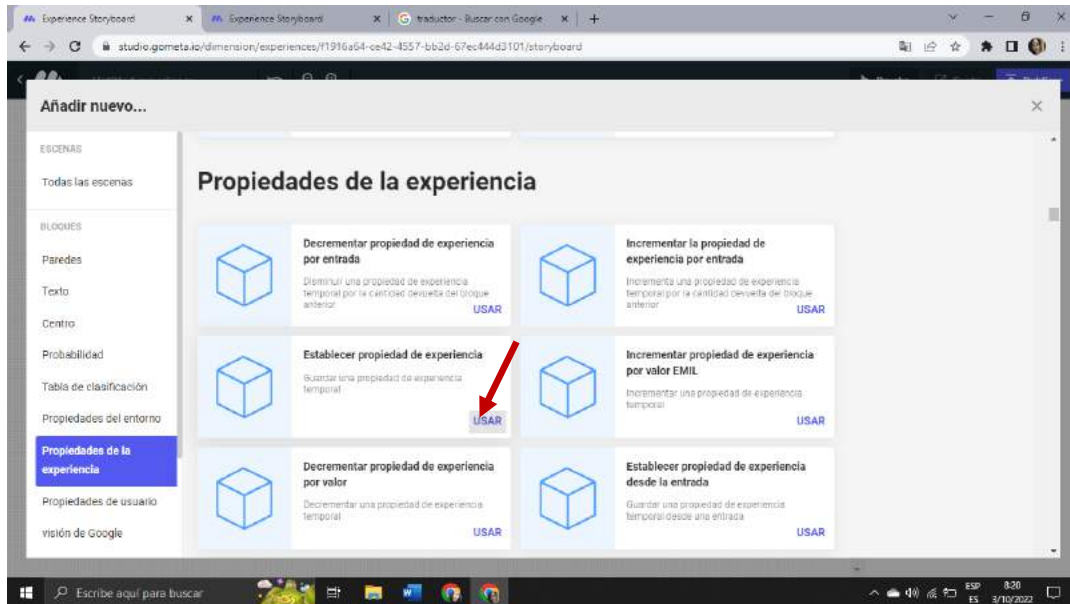 Experience Storyboard
Experience Storyboard
traductor - Buscar con Google
studio.gometa.io/dimension/experiences/f1916a64-ce42-4557-bb2d-67ec444d3101/storyboard
Añadir nuevo...
ESCENAS
Todas las escenas
BLOQUES
Paredes
Texto
Centro
Probabilidad
Tabla de clasificación
Propiedades del entorno
Propiedades de la
experiencia
Propiedades de usuario
visión de Google
Propiedades de la experiencia
Decrementar propiedad de experiencia
por entrada
Disminuir una propiedad de experiencia
temporal por la cantidad devuelta del bloque
anterior
USAR
Incrementar la propiedad de
experiencia por entrada
Incrementa una propiedad de experiencia
temporal por la cantidad devuelta del bloque
anterior
USAR
Establecer propiedad de experiencia
Guardar una propiedad de experiencia
temporal
USAR
Incrementar propiedad de experiencia
por valor EMIL
Incrementar una propiedad de experiencia
temporal
USAR
Decrementar propiedad de experiencia
por valor
Decrementar una propiedad de experiencia
temporal
USAR
Establecer propiedad de experiencia
desde la entrada
Guardar una propiedad de experiencia
temporal desde una entrada
USAR
Escribe aquí para buscar
ESP
ES
8:20
3/10/2022